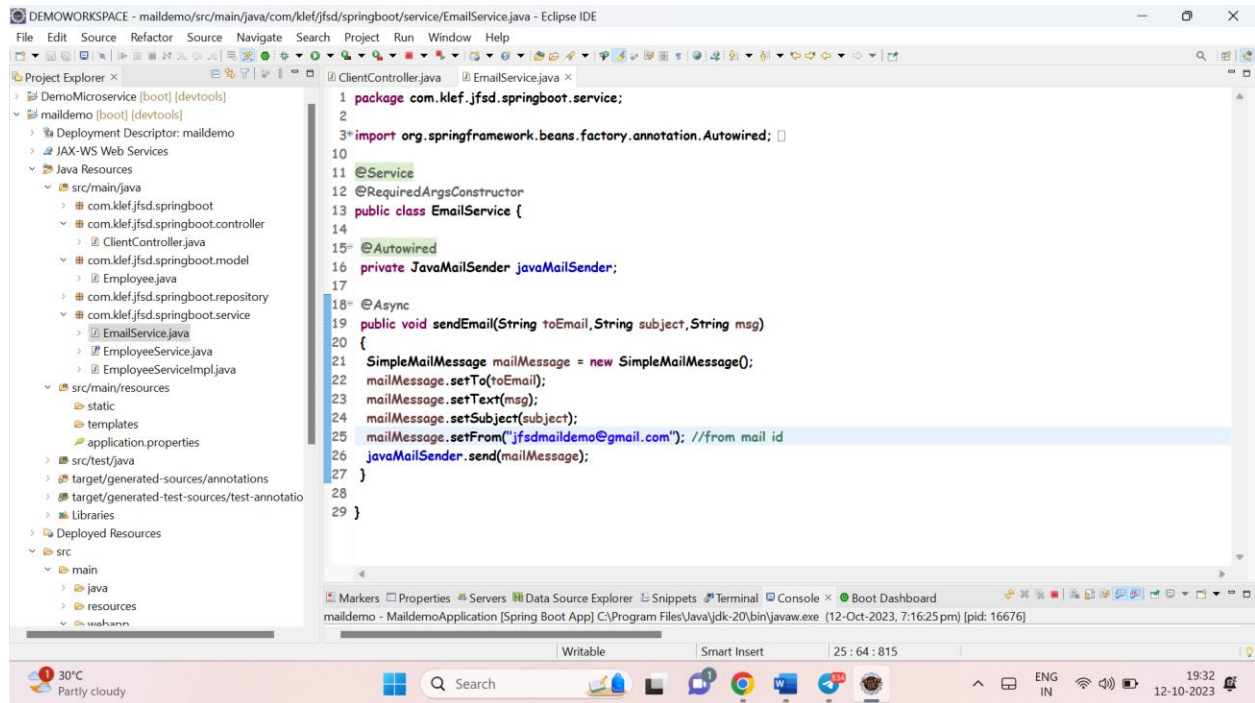 DEMOWORKSPACE - maildemo/src/main/java/com/klef/jfsd/springboot/service/EmailService.java - Eclipse IDE
File Edit Source Refactor Source Navigate Search Project Run Window Help
Project Explorer ×
DemoMicroservice [boot] [devtools]
maildemo [boot] [devtools]
Deployment Descriptor: maildemo
JAX-WS Web Services
Java Resources
src/main/java
com.klef.jfsd.springboot
com.klef.jfsd.springboot.controller
ClientController.java
com.klef.jfsd.springboot.model
Employee.java
com.klef.jfsd.springboot.repository
com.klef.jfsd.springboot.service
EmailService.java
EmployeeService.java
EmployeeServiceImpl.java
src/main/resources
static
templates
application.properties
src/test/java
target/generated-sources/annotations
target/generated-test-sources/test-annotatio
Libraries
Deployed Resources
src
main
java
resources
webapp
ClientController.java EmailService.java ×
1 package com.klef.jfsd.springboot.service;
2
3 import org.springframework.beans.factory.annotation.Autowired;
10
11 @Service
12 @RequiredArgsConstructor
13 public class EmailService {
14
15 @Autowired
16 private JavaMailSender javaMailSender;
17
18 @Async
19 public void sendEmail(String toEmail,String subject,String msg)
20 {
21 SimpleMailMessage mailMessage = new SimpleMailMessage();
22 mailMessage.setTo(toEmail);
23 mailMessage.setText(msg);
24 mailMessage.setSubject(subject);
25 mailMessage.setFrom("jfsdmaildemo@gmail.com"); //from mail id
26 javaMailSender.send(mailMessage);
27 }
28
29 }
Markers Properties Servers Data Source Explorer Snippets Terminal Console × Boot Dashboard
maildemo - MaildemoApplication [Spring Boot App] C:\Program Files\Java\jdk-20\bin\javaw.exe (12-Oct-2023, 7:16:25 pm) [pid: 16676]
Writable Smart Insert 25 : 64 : 815
1 30°C
Partly cloudy
Search
834
ENG
IN
19:32
12-10-2023